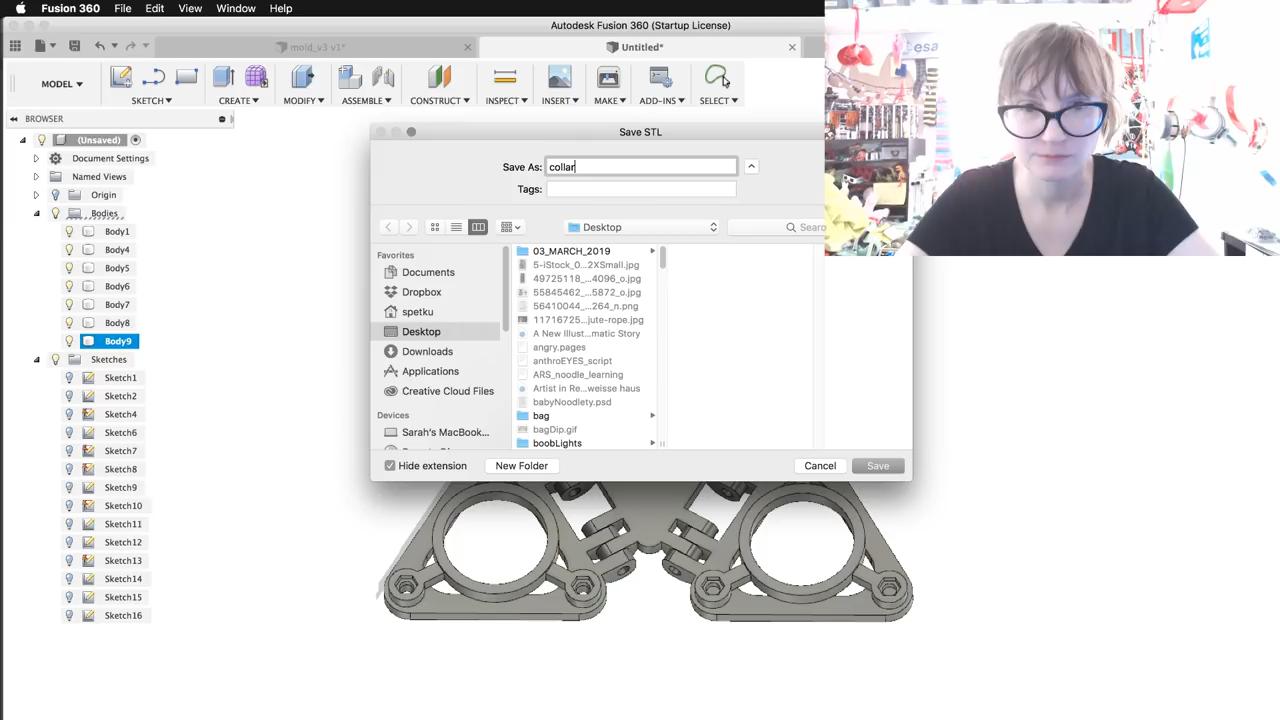 Fusion 360 File Edit View Window Help
Autodesk Fusion 360 (Startup License)
mold_v3 v1*
Untitled*
MODEL
SKETCH
CREATE
MODIFY
ASSEMBLE
CONSTRUCT
INSPECT
INSERT
MAKE
ADD-INS
SELECT
BROWSER
(Unsaved)
Document Settings
Named Views
Origin
Bodies
Body1
Body4
Body5
Body6
Body7
Body8
Body9
Sketches
Sketch1
Sketch2
Sketch4
Sketch6
Sketch7
Sketch8
Sketch9
Sketch10
Sketch11
Sketch12
Sketch13
Sketch14
Sketch15
Sketch16
Save STL
Save As: collar
Tags:
Desktop
Favorites
Documents
Dropbox
spetku
Desktop
Downloads
Applications
Creative Cloud Files
Devices
Sarah's MacBook...
03_MARCH_2019
5-iStock_0...2XSmall.jpg
49725118_...4096_o.jpg
55845462_...5872_o.jpg
56410044_...264_n.png
11716725...jute-rope.jpg
A New Illust...matic Story
angry.pages
anthroEYES_script
ARS_noodle_learning
Artist in Re...weisse haus
babyNoodlety.psd
bag
bagDip.gif
boobLights
Hide extension
New Folder
Cancel
Save